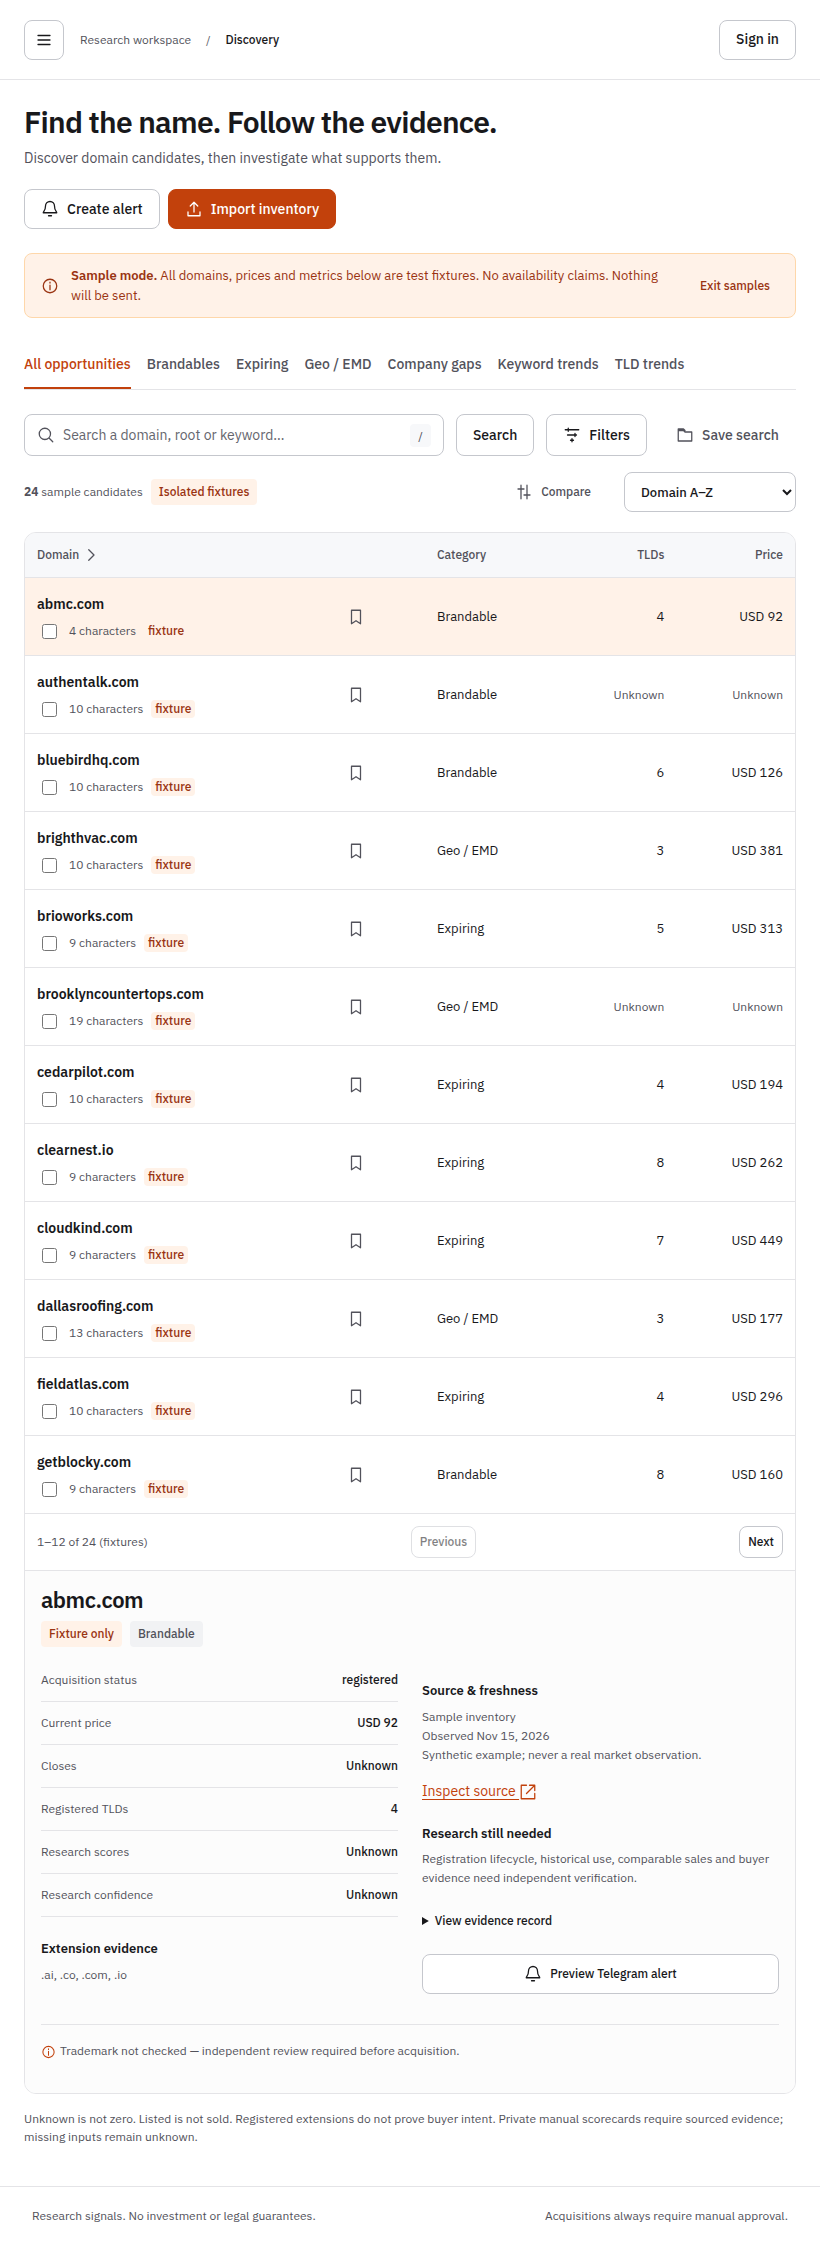 Research workspace / Discovery
Sign in
Find the name. Follow the evidence.
Discover domain candidates, then investigate what supports them.
Create alert
Import inventory
Sample mode. All domains, prices and metrics below are test fixtures. No availability claims. Nothing
will be sent.
Exit samples
All opportunities Brandables Expiring Geo / EMD Company gaps Keyword trends TLD trends
Search a domain, root or keyword... /
Search
Filters
Save search
24 sample candidates Isolated fixtures
Compare
Domain A–Z
Domain Category TLDs Price
abmc.com
4 characters fixture
Brandable 4 USD 92
authentalk.com
10 characters fixture
Brandable Unknown Unknown
bluebirdhq.com
10 characters fixture
Brandable 6 USD 126
brighthvac.com
10 characters fixture
Geo / EMD 3 USD 381
brioworks.com
9 characters fixture
Expiring 5 USD 313
brooklyncountertops.com
19 characters fixture
Geo / EMD Unknown Unknown
cedarpilot.com
10 characters fixture
Expiring 4 USD 194
clearnest.io
9 characters fixture
Expiring 8 USD 262
cloudkind.com
9 characters fixture
Expiring 7 USD 449
dallasroofing.com
13 characters fixture
Geo / EMD 3 USD 177
fieldatlas.com
10 characters fixture
Expiring 4 USD 296
getblocky.com
9 characters fixture
Brandable 8 USD 160
1–12 of 24 (fixtures)
Previous
Next
abmc.com
Fixture only Brandable
Acquisition status registered
Current price USD 92
Closes Unknown
Registered TLDs 4
Research scores Unknown
Research confidence Unknown
Extension evidence
.ai, .co, .com, .io
Source & freshness
Sample inventory
Observed Nov 15, 2026
Synthetic example; never a real market observation.
Inspect source
Research still needed
Registration lifecycle, historical use, comparable sales and buyer
evidence need independent verification.
View evidence record
Preview Telegram alert
Trademark not checked — independent review required before acquisition.
Unknown is not zero. Listed is not sold. Registered extensions do not prove buyer intent. Private manual scorecards require sourced evidence;
missing inputs remain unknown.
Research signals. No investment or legal guarantees.
Acquisitions always require manual approval.